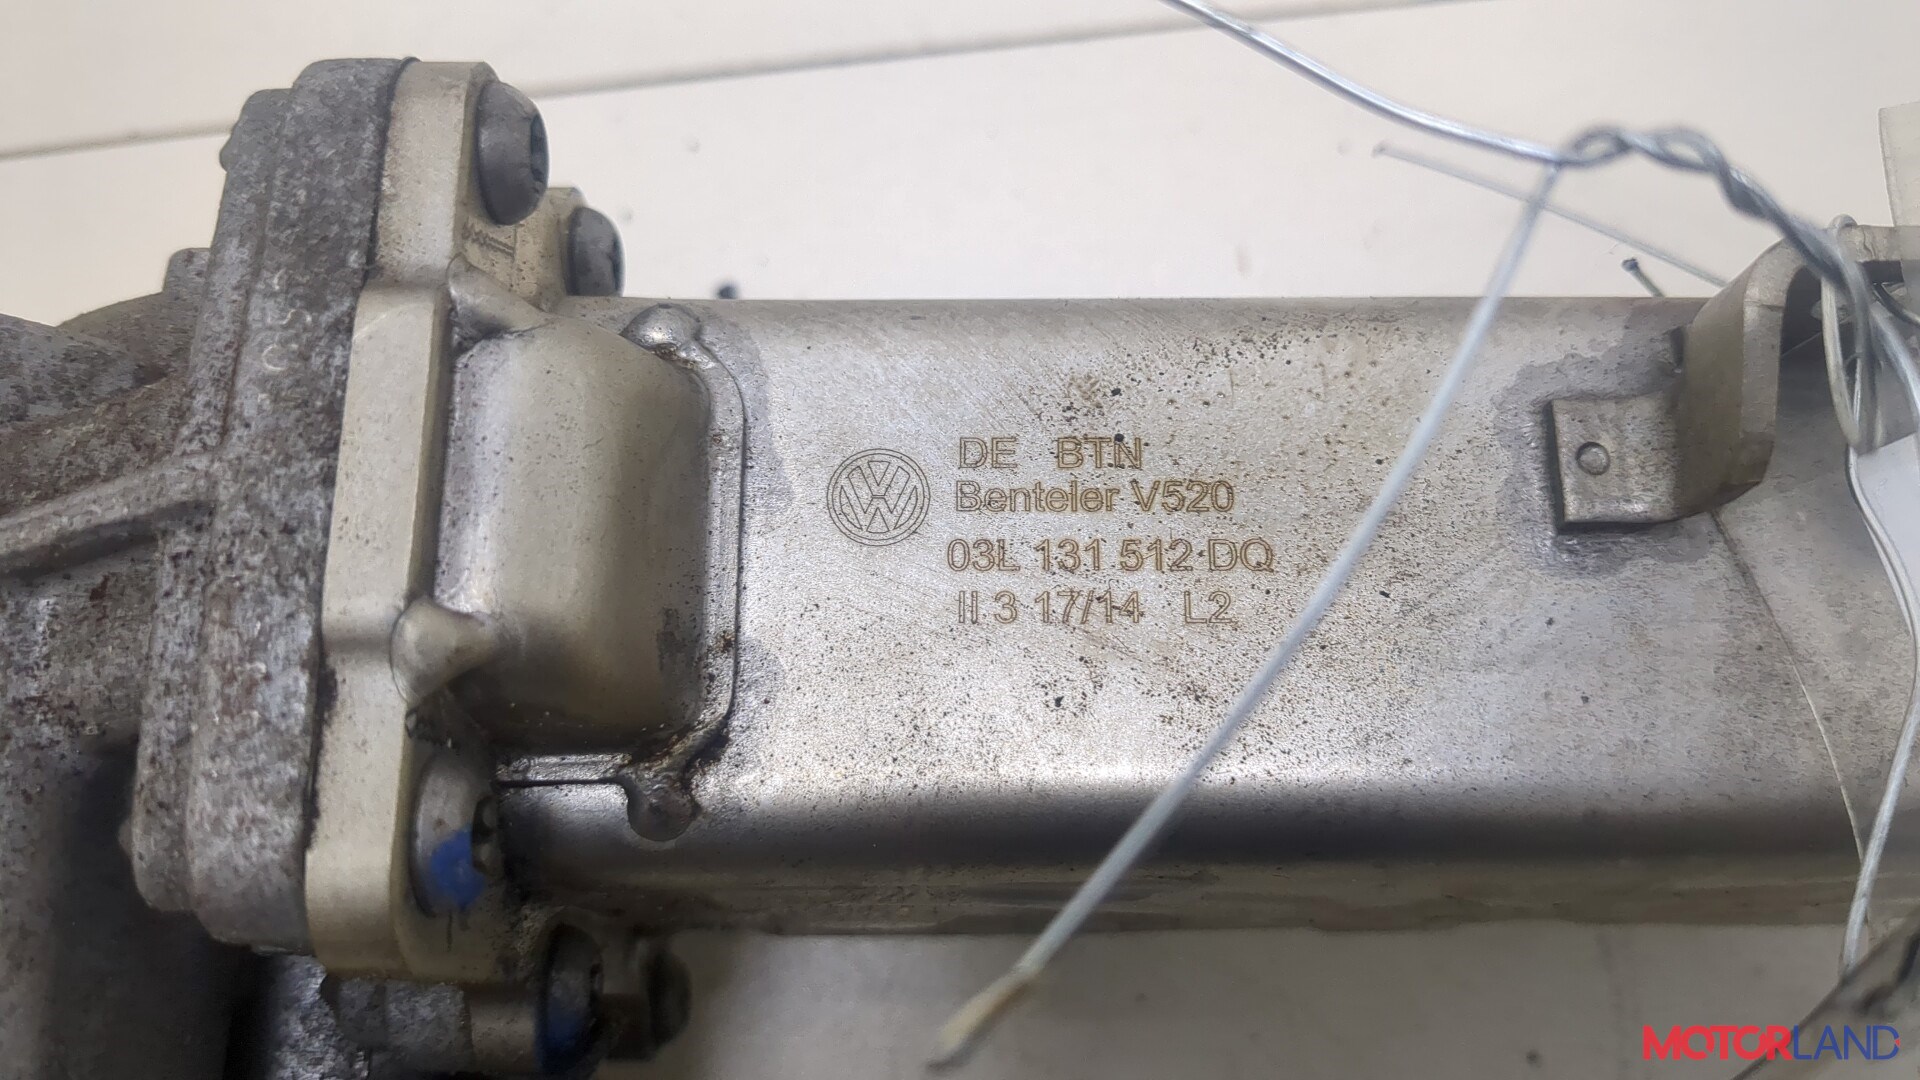 DE BTN
Benteler V520
03L 131 512 DQ
II 3 17/14 L2
MOTORLAND